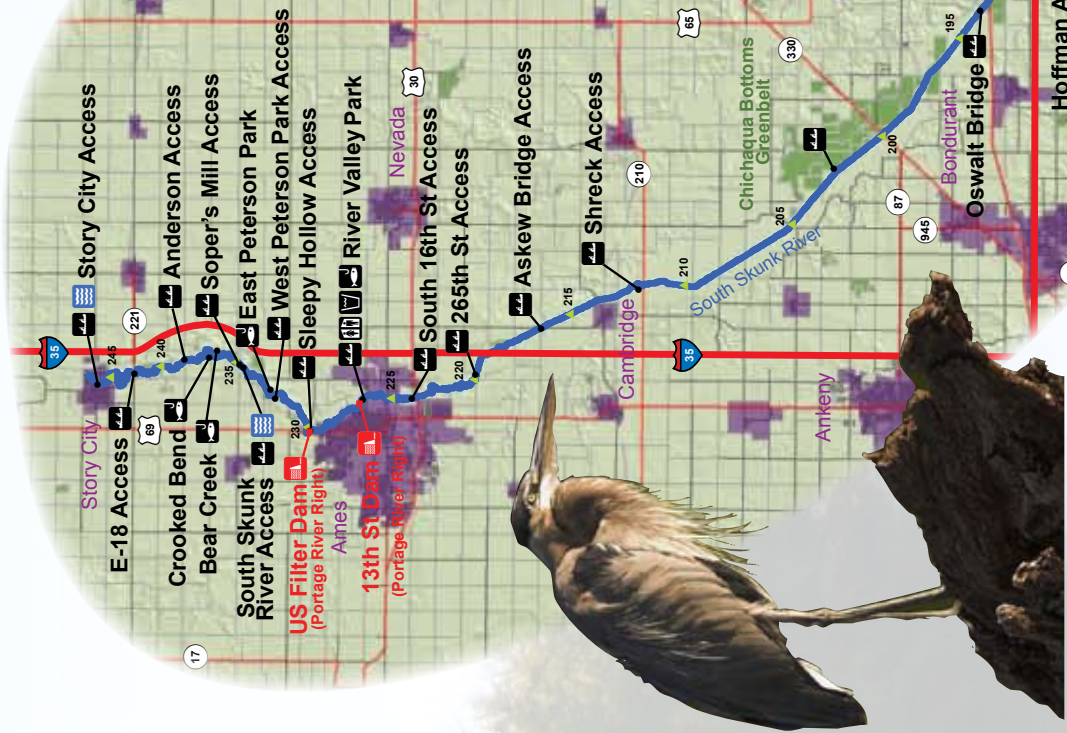 35
65
Story City Access
221
245
Story City
E-18 Access
69
240
Anderson Access
Crooked Bend
Bear Creek
235
Soper's Mill Access
East Peterson Park
West Peterson Park Access
South Skunk
River Access
230
Sleepy Hollow Access
US Filter Dam
(Portage River Right)
Ames
River Valley Park
13th St Dam
(Portage River Right)
225
Nevada
30
South 16th St Access
220
265th St Access
17
Askew Bridge Access
215
Shreck Access
Cambridge
210
210
35
South Skunk River
205
Chichaqua Bottoms
Greenbelt
330
200
87
945
Ankeny
Bondurant
195
Oswalt Bridge
Hoffman A